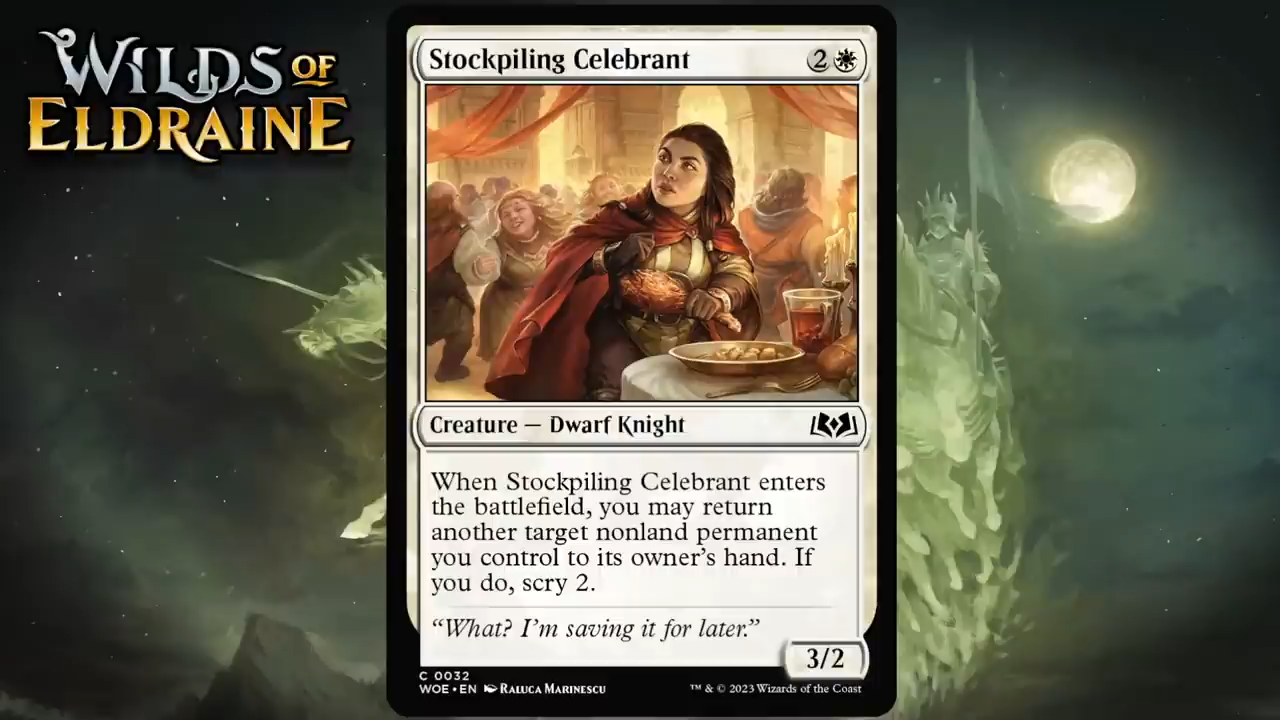 WILDS OF
ELDRAINE
Stockpiling Celebrant 2
Creature — Dwarf Knight
When Stockpiling Celebrant enters
the battlefield, you may return
another target nonland permanent
you control to its owner's hand. If
you do, scry 2.
“What? I'm saving it for later.”
3/2
C 0032
WOE • EN Raluca Marinescu
™ & © 2023 Wizards of the Coast